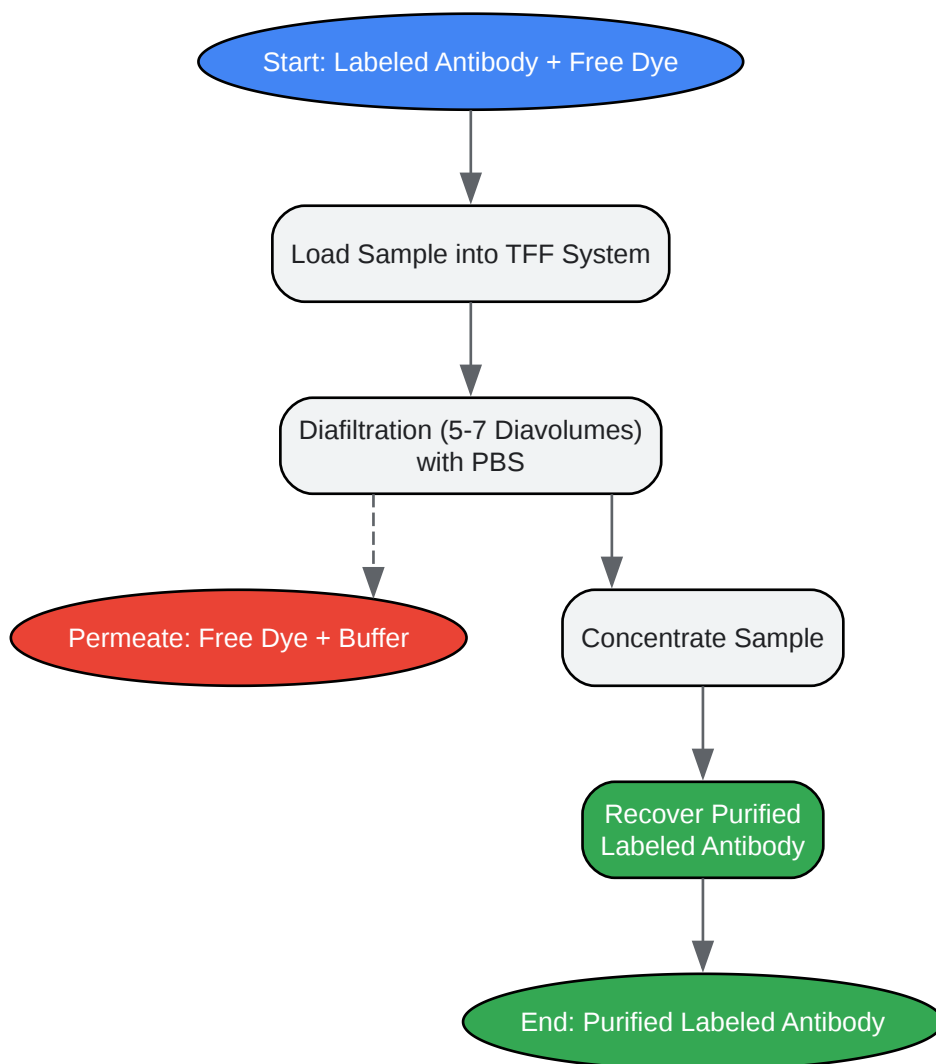 Start: Labeled Antibody + Free Dye
Load Sample into TFF System
Diafiltration (5-7 Diavolumes)
with PBS
Permeate: Free Dye + Buffer
Concentrate Sample
Recover Purified
Labeled Antibody
End: Purified Labeled Antibody